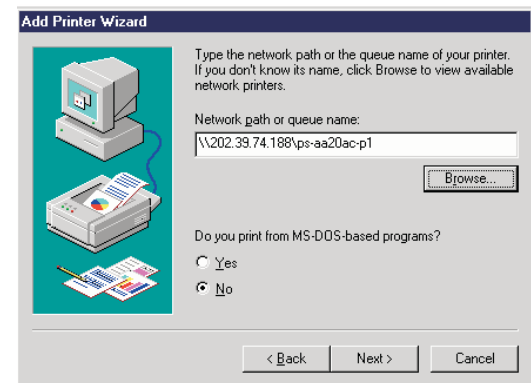 Add Printer Wizard
Type the network path or the queue name of your printer.
If you don't know its name, click Browse to view available
network printers.
Network path or queue name:
\\202.39.74.188\ps-aa20ac-p1
Browse...
Do you print from MS-DOS-based programs?
Yes
No
< Back
Next >
Cancel